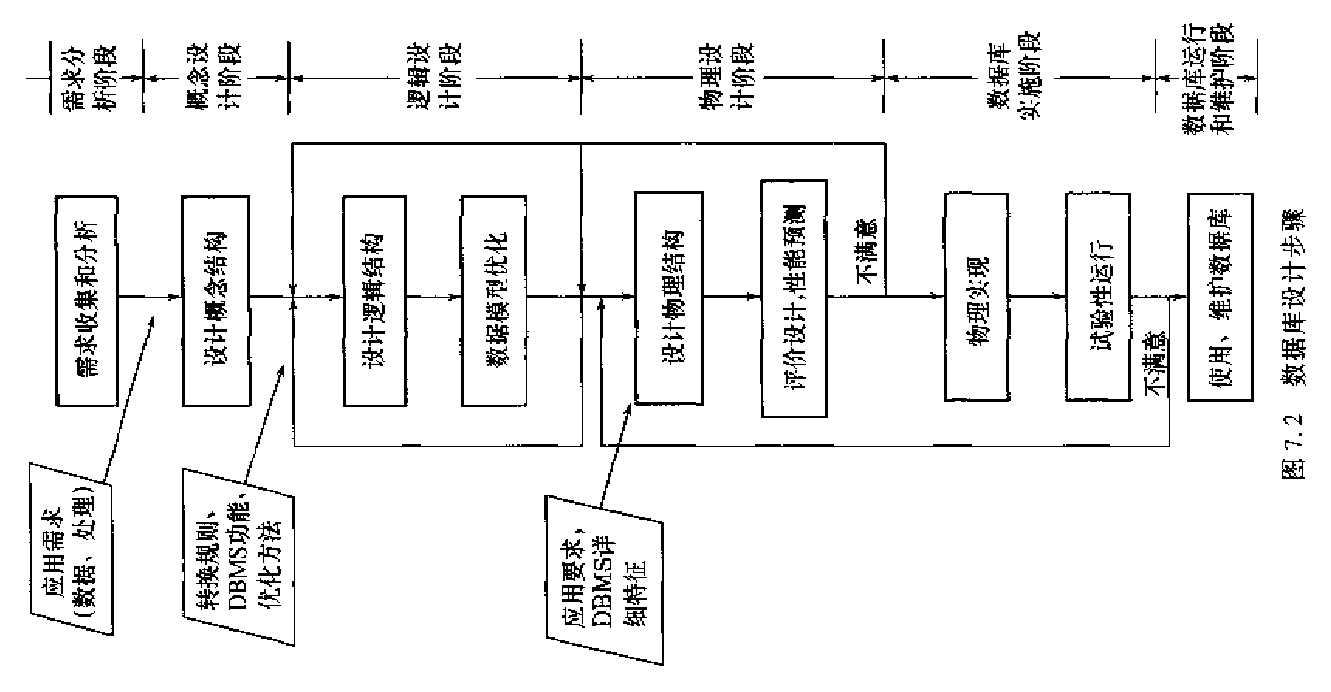 应用需求
(数据、处理)
转换规则、
DBMS功能、
优化方法
应用要求,
DBMS详
细特征
需求收集和分析
设计概念结构
设计逻辑结构
数据模型优化
设计物理结构
评价设计,性能预测
不满意
物理实现
试验性运行
不满意
使用、维护数据库
需求分
析阶段
概念设
计阶段
逻辑设
计阶段
物理设
计阶段
数据库
实施阶段
数据库运行
和维护阶段
图 7.2 数据库设计步骤